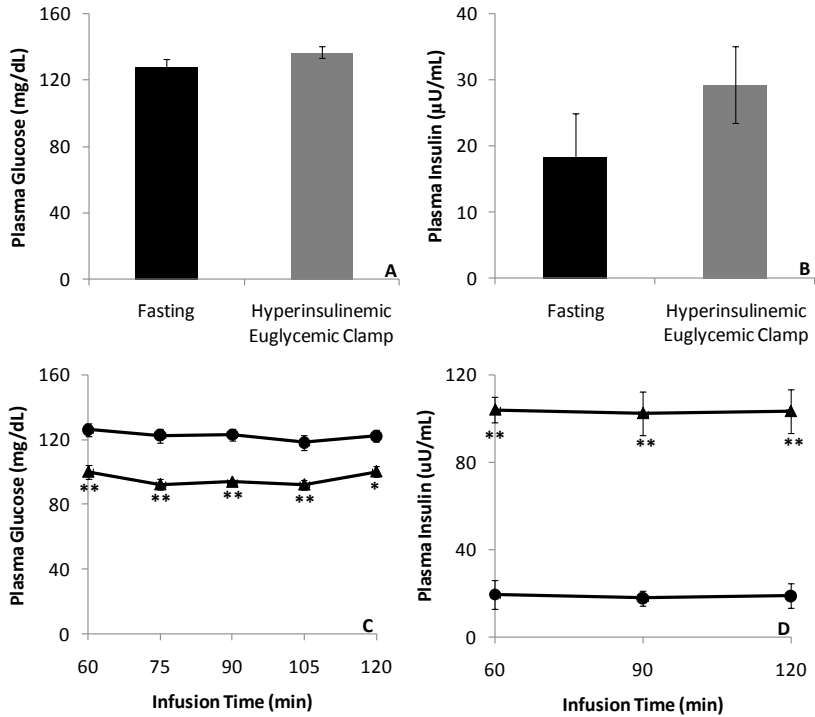 Plasma Glucose (mg/dL)
160
120
80
40
0
A
Fasting
Hyperinsulinemic
Euglycemic Clamp
Plasma Insulin (µU/mL)
40
30
20
10
0
B
Fasting
Hyperinsulinemic
Euglycemic Clamp
Plasma Glucose (mg/dL)
160
120
80
40
0
** ** ** ** *
C
60 75 90 105 120
Infusion Time (min)
Plasma Insulin (uU/mL)
120
80
40
0
** ** **
D
60 90 120
Infusion Time (min)